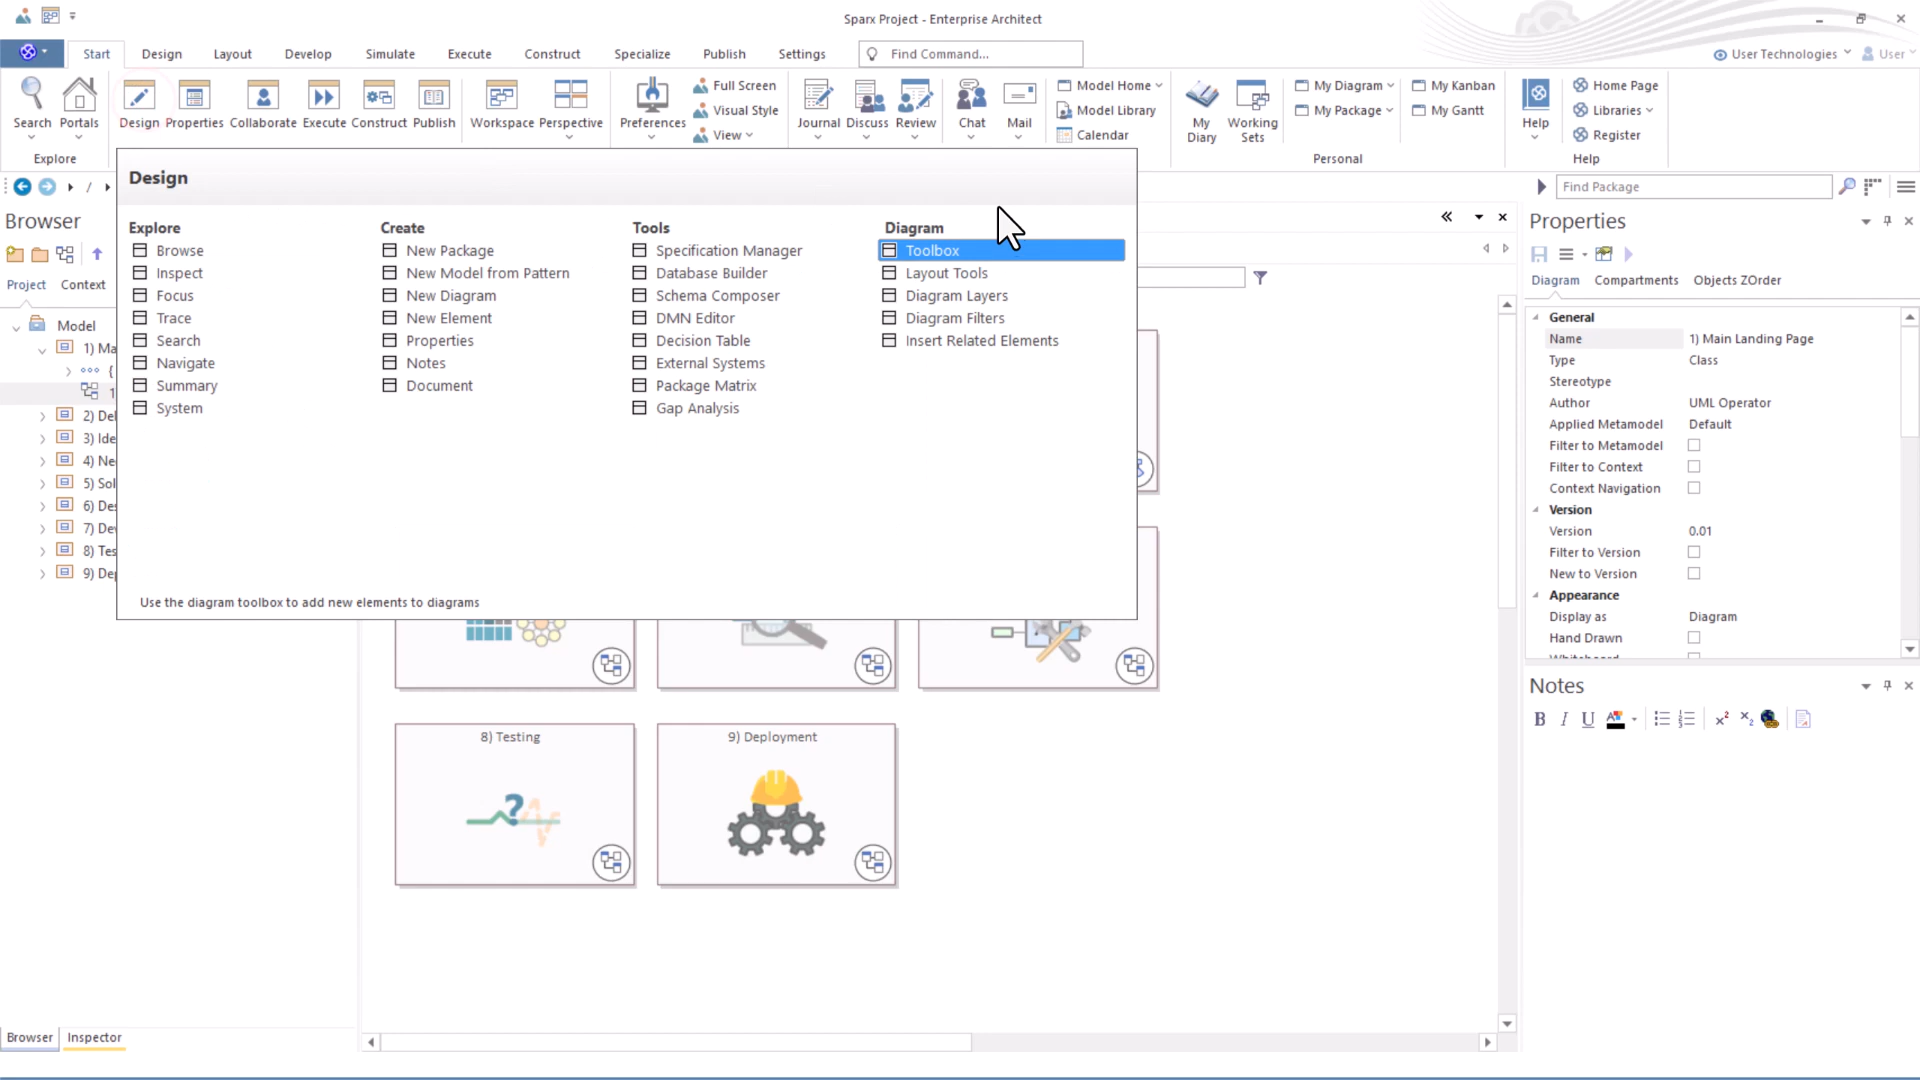 Sparx Project - Enterprise Architect
Start
Design
Layout
Develop
Simulate
Execute
Construct
Specialize
Publish
Settings
Find Command...
User Technologies
User
Search
Portals
Design
Properties
Collaborate
Execute
Construct
Publish
Workspace
Perspective
Preferences
Full Screen
Visual Style
View
Journal
Discuss
Review
Chat
Mail
Model Home
Model Library
Calendar
My Diary
Working Sets
My Diagram
My Package
My Kanban
My Gantt
Help
Home Page
Libraries
Register
Explore
Personal
Help
/
Find Package
Browser
Project
Context
Model
1) Ma
{
1
2) Del
3) Ide
4) Ne
5) Sol
6) Des
7) Dev
8) Tes
9) De
Design
Explore
Browse
Inspect
Focus
Trace
Search
Navigate
Summary
System
Create
New Package
New Model from Pattern
New Diagram
New Element
Properties
Notes
Document
Tools
Specification Manager
Database Builder
Schema Composer
DMN Editor
Decision Table
External Systems
Package Matrix
Gap Analysis
Diagram
Toolbox
Layout Tools
Diagram Layers
Diagram Filters
Insert Related Elements
Use the diagram toolbox to add new elements to diagrams
8) Testing
9) Deployment
Properties
Diagram
Compartments
Objects ZOrder
General
Name 1) Main Landing Page
Type Class
Stereotype
Author UML Operator
Applied Metamodel Default
Filter to Metamodel
Filter to Context
Context Navigation
Version
Version 0.01
Filter to Version
New to Version
Appearance
Display as Diagram
Hand Drawn
Whiteboard
Notes
B I U A
Browser
Inspector